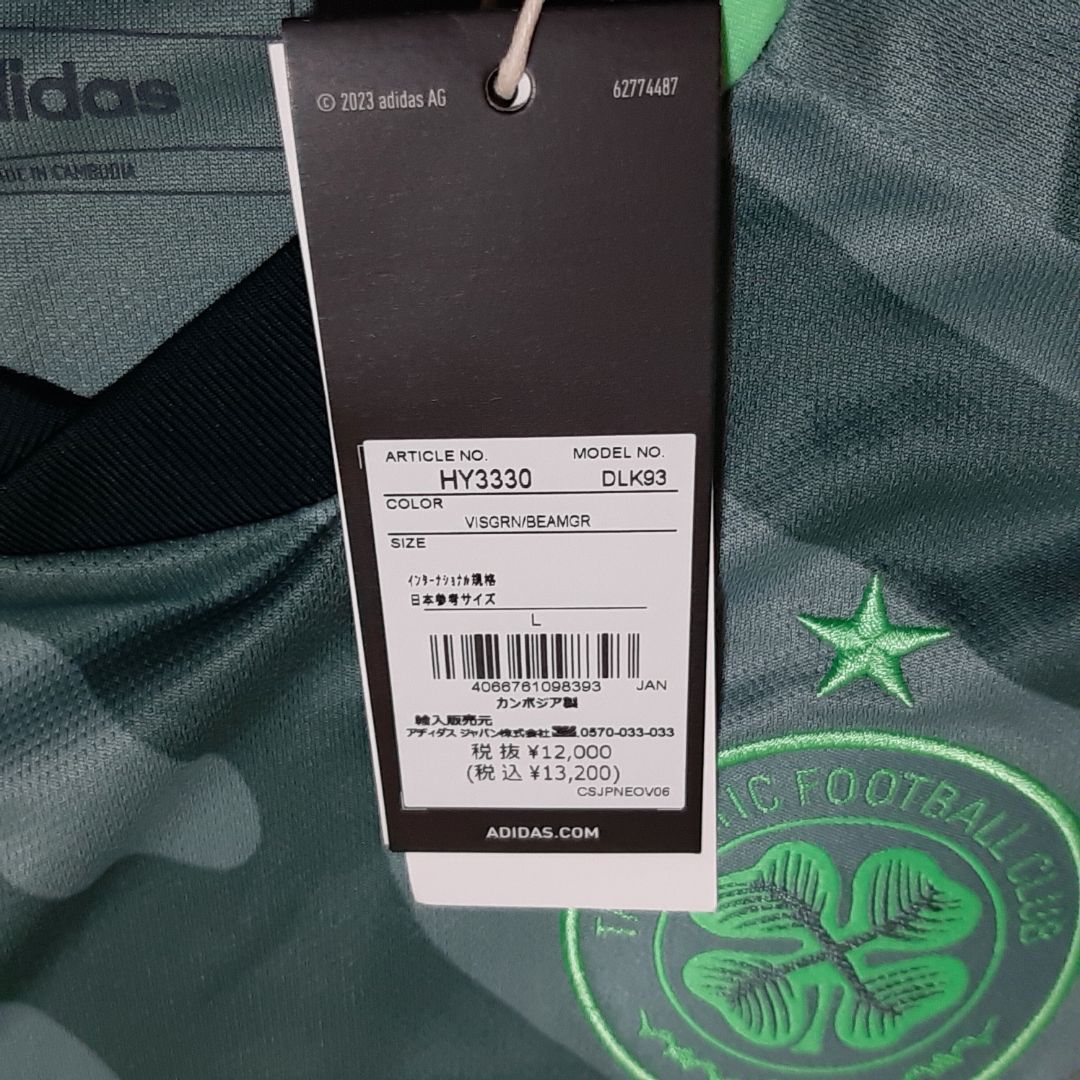 adidas
MADE IN CAMBODIA
© 2023 adidas AG
62774487
ARTICLE NO.
MODEL NO.
HY3330
DLK93
COLOR
VISGRN/BEAMGR
SIZE
インターナショナル規格
日本参考サイズ
L
4066761098393 JAN
カンボジア製
輸入販売元
アディダス ジャパン株式会社 0570-033-033
税抜 ¥12,000
(税込 ¥13,200)
CSJPNEOV06
ADIDAS.COM
FOOTBALL CLUB